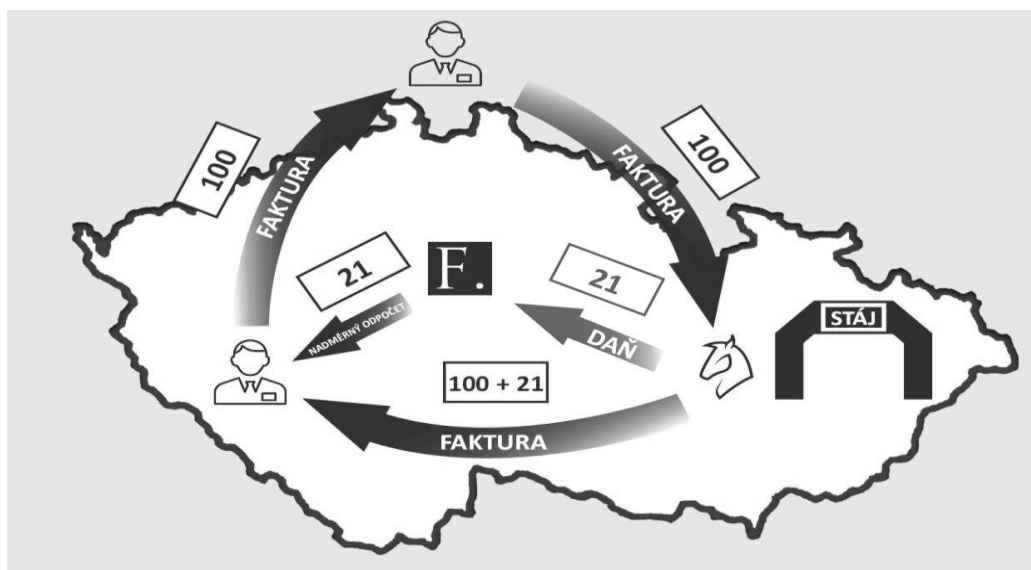 100
FAKTURA
FAKTURA
100
21
F.
21
NADMĚRNÝ ODPOČET
DAŇ
STÁJ
100 + 21
FAKTURA